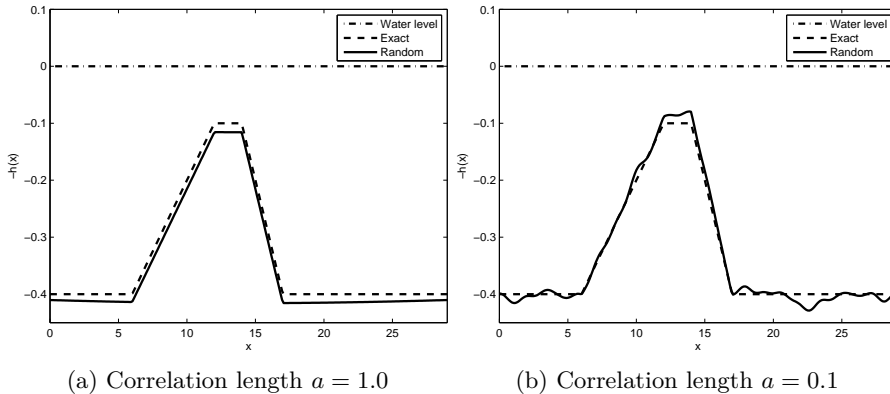 0.1
0
−0.1
−0.2
−0.3
−0.4
−h(x)
0 5 10 15 20 25
x
Water level
Exact
Random
(a) Correlation length a = 1.0
0.1
0
−0.1
−0.2
−0.3
−0.4
−h(x)
0 5 10 15 20 25
x
Water level
Exact
Random
(b) Correlation length a = 0.1